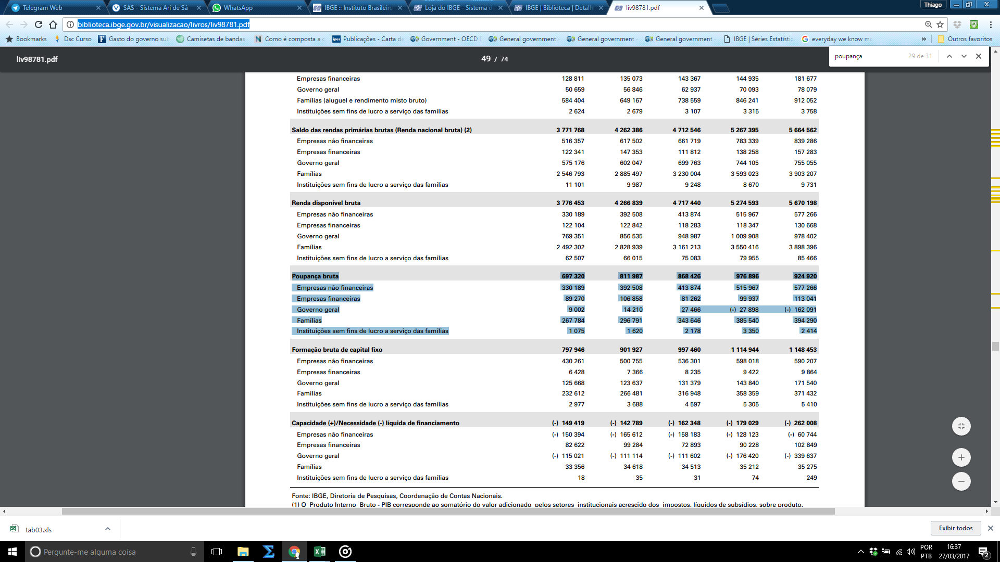 Telegram Web
SAS - Sistema Ari de Sá
WhatsApp
IBGE :: Instituto Brasileiro
Loja do IBGE - Sistema d
IBGE | Biblioteca | Detalh
liv98781.pdf
Thiago
biblioteca.ibge.gov.br/visualizacao/livros/liv98781.pdf
Bookmarks
Dsc Curso
Gasto do governo sub
Camisetas de bandas
Como é composta a c
Publicações - Carta de
Government - OECD D
General government
General government
General government
IBGE | Séries Estatístic
everyday we know mo
Outros favoritos
liv98781.pdf
49 / 74
poupança 29 de 31
Empresas financeiras 128 811 135 073 143 367 144 935 181 677
Governo geral 50 659 56 846 62 937 70 093 78 079
Famílias (aluguel e rendimento misto bruto) 584 404 649 167 738 559 846 241 912 052
Instituições sem fins de lucro a serviço das famílias 2 624 2 679 3 107 3 315 3 758
Saldo das rendas primárias brutas (Renda nacional bruta) (2) 3 771 768 4 262 386 4 712 546 5 267 395 5 664 562
Empresas não financeiras 516 357 617 502 661 719 783 339 839 286
Empresas financeiras 122 341 147 353 111 812 138 258 157 283
Governo geral 575 176 602 047 699 763 744 105 755 055
Famílias 2 546 793 2 885 497 3 230 004 3 593 023 3 903 207
Instituições sem fins de lucro a serviço das famílias 11 101 9 987 9 248 8 670 9 731
Renda disponível bruta 3 776 453 4 266 839 4 717 440 5 274 593 5 670 198
Empresas não financeiras 330 189 392 508 413 874 515 967 577 266
Empresas financeiras 122 104 122 842 118 283 118 347 130 668
Governo geral 769 351 856 535 948 987 1 009 908 978 402
Famílias 2 492 302 2 828 939 3 161 213 3 550 416 3 898 396
Instituições sem fins de lucro a serviço das famílias 62 507 66 015 75 083 79 955 85 466
Poupança bruta 697 320 811 987 868 426 976 896 924 920
Empresas não financeiras 330 189 392 508 413 874 515 967 577 266
Empresas financeiras 89 270 106 858 81 262 99 937 113 041
Governo geral 9 002 14 210 27 466 (-) 27 898 (-) 162 091
Famílias 267 784 296 791 343 646 385 540 394 290
Instituições sem fins de lucro a serviço das famílias 1 075 1 620 2 178 3 350 2 414
Formação bruta de capital fixo 797 946 901 927 997 460 1 114 944 1 148 453
Empresas não financeiras 430 261 500 755 536 301 598 018 590 207
Empresas financeiras 6 428 7 366 8 235 9 422 9 864
Governo geral 125 668 123 637 131 379 143 840 171 540
Famílias 232 612 266 481 316 948 358 359 371 432
Instituições sem fins de lucro a serviço das famílias 2 977 3 688 4 597 5 305 5 410
Capacidade (+)/Necessidade (-) líquida de financiamento (-) 149 419 (-) 142 789 (-) 162 348 (-) 179 029 (-) 262 008
Empresas não financeiras (-) 150 394 (-) 165 612 (-) 158 183 (-) 128 123 (-) 60 744
Empresas financeiras 82 622 99 284 72 893 90 228 102 849
Governo geral (-) 115 021 (-) 111 114 (-) 111 602 (-) 176 420 (-) 339 637
Famílias 33 356 34 618 34 513 35 212 35 275
Instituições sem fins de lucro a serviço das famílias 18 35 31 74 249
Fonte: IBGE, Diretoria de Pesquisas, Coordenação de Contas Nacionais.
(1) O Produto Interno Bruto - PIB corresponde ao somatório do valor adicionado pelos setores institucionais acrescido dos impostos, líquidos de subsídios, sobre produto.
tab03.xls
Exibir todos
Pergunte-me alguma coisa
POR
PTB
16:37
27/03/2017
2